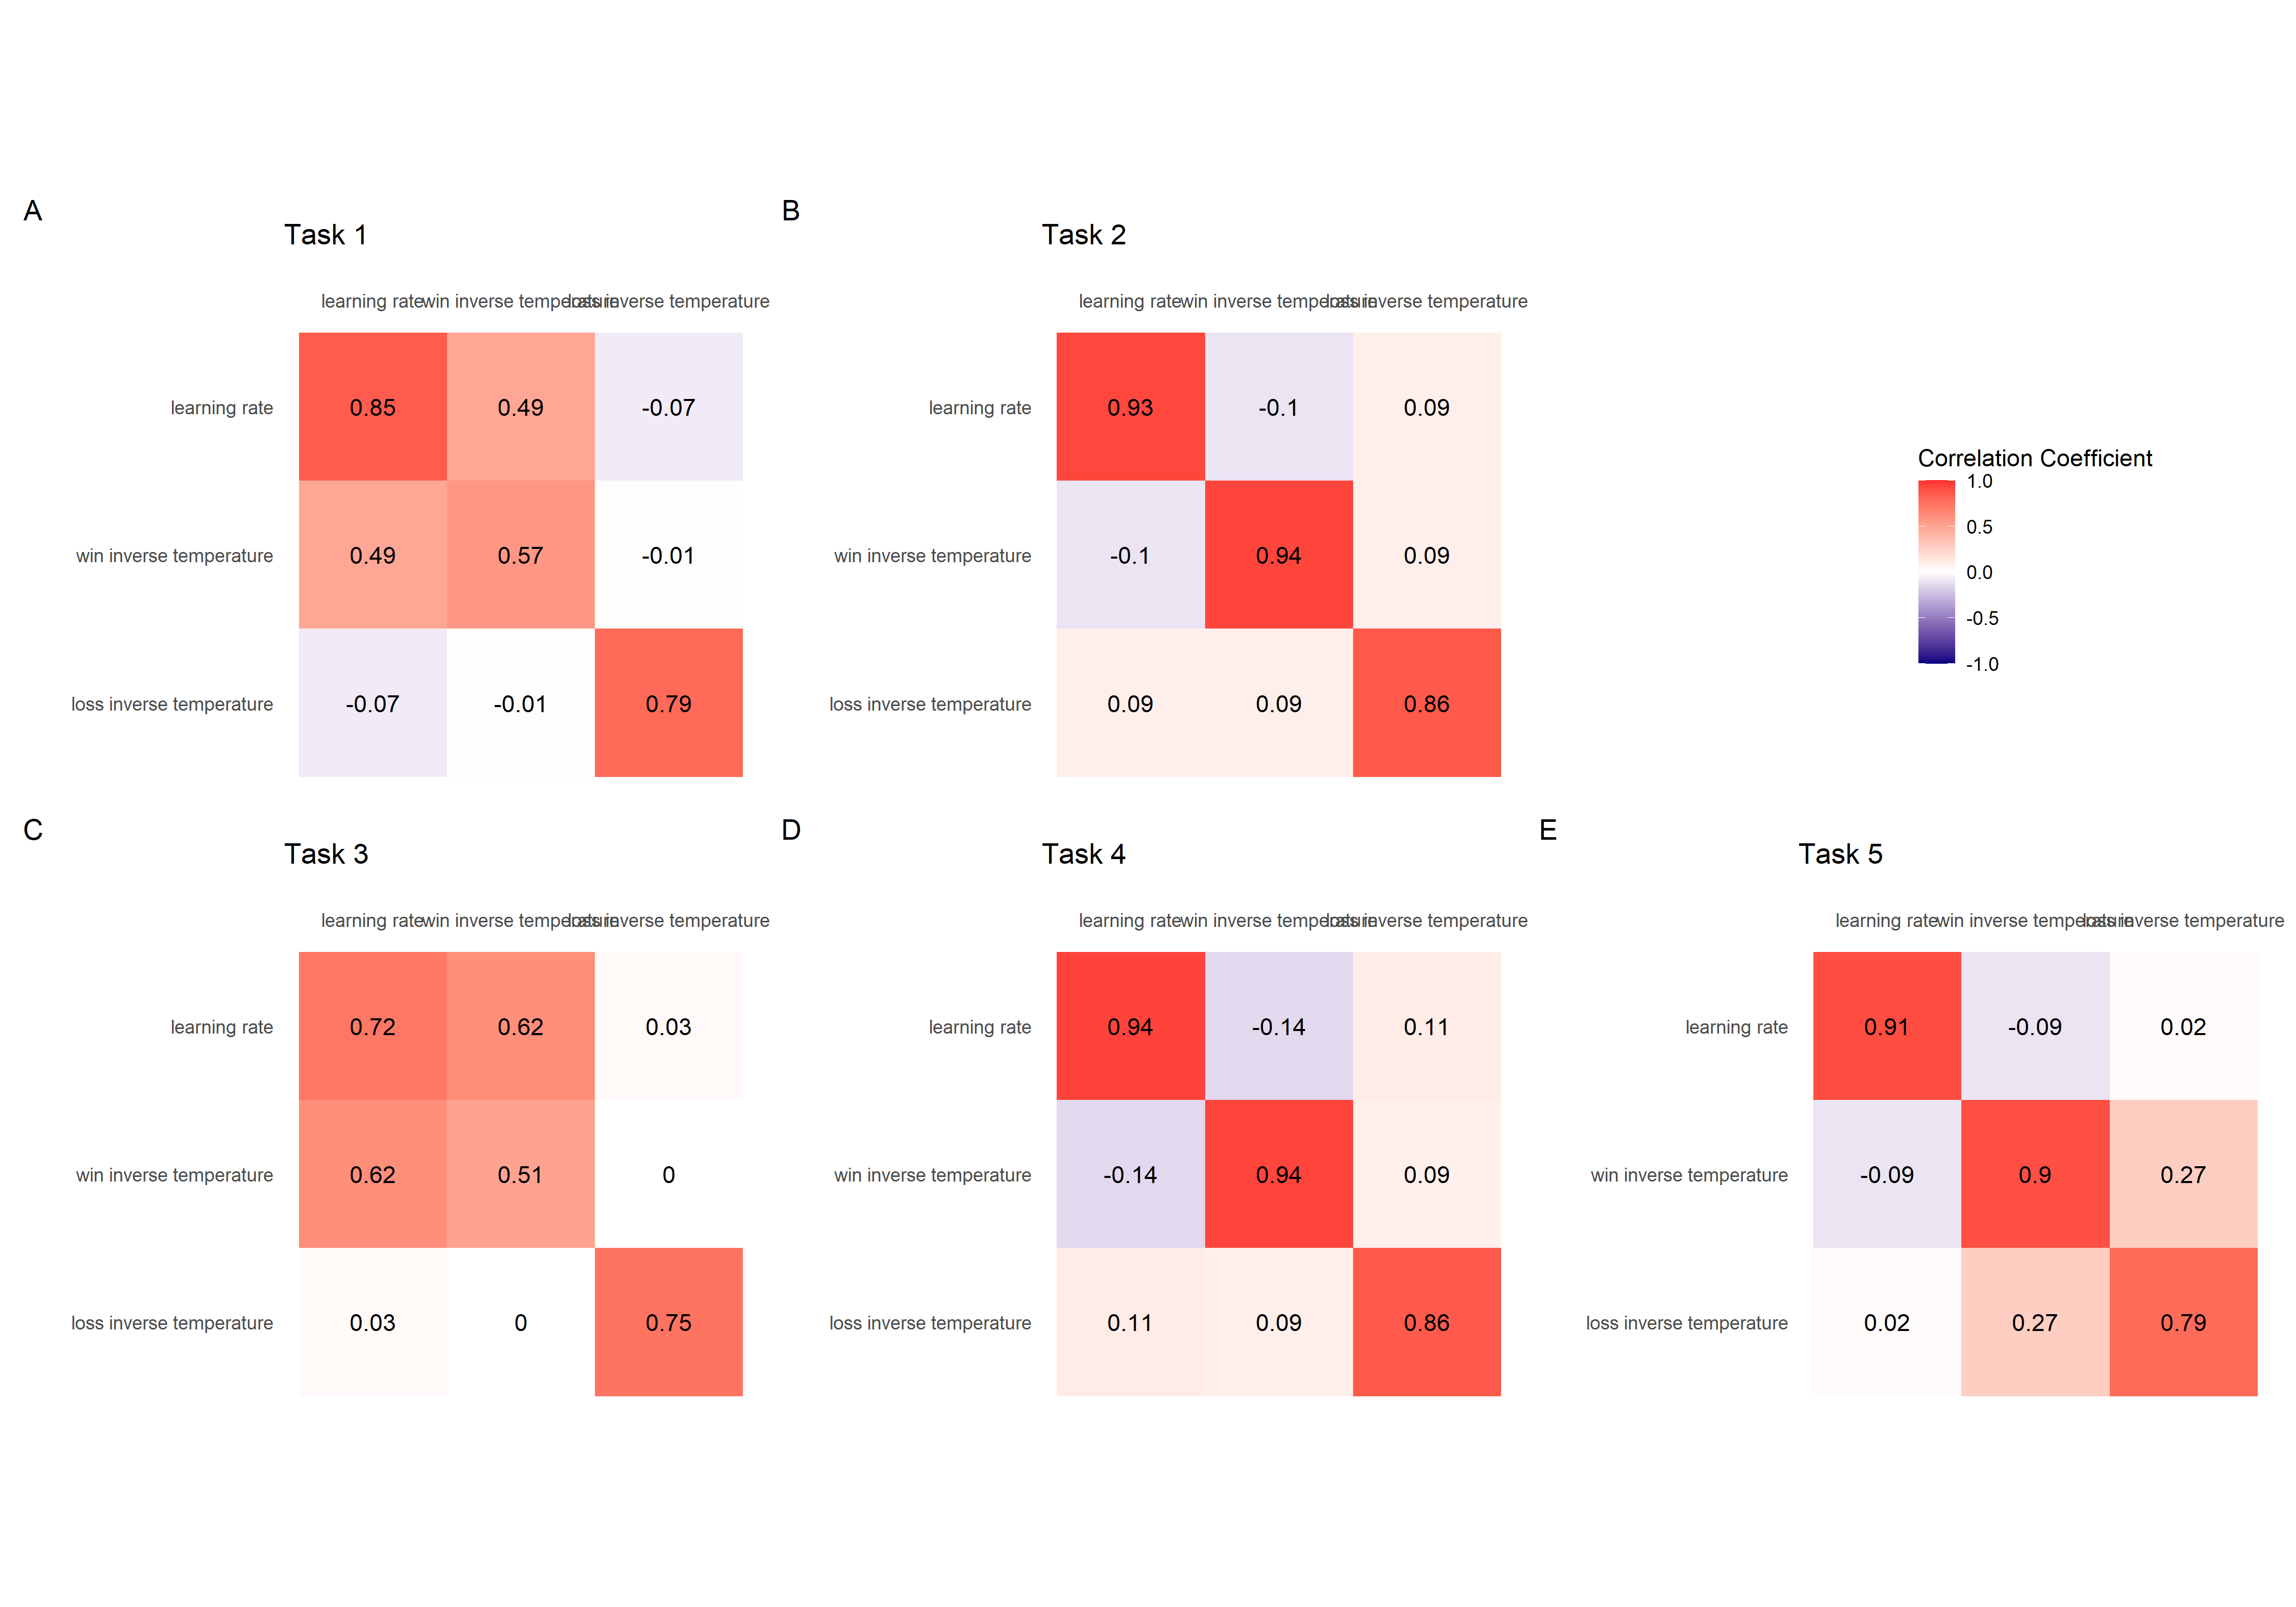 A
Task 1
learning rate win inverse temperature loss inverse temperature
learning rate 0.85 0.49 -0.07
win inverse temperature 0.49 0.57 -0.01
loss inverse temperature -0.07 -0.01 0.79
B
Task 2
learning rate win inverse temperature loss inverse temperature
learning rate 0.93 -0.1 0.09
win inverse temperature -0.1 0.94 0.09
loss inverse temperature 0.09 0.09 0.86
Correlation Coefficient
1.0
0.5
0.0
-0.5
-1.0
C
Task 3
learning rate win inverse temperature loss inverse temperature
learning rate 0.72 0.62 0.03
win inverse temperature 0.62 0.51 0
loss inverse temperature 0.03 0 0.75
D
Task 4
learning rate win inverse temperature loss inverse temperature
learning rate 0.94 -0.14 0.11
win inverse temperature -0.14 0.94 0.09
loss inverse temperature 0.11 0.09 0.86
E
Task 5
learning rate win inverse temperature loss inverse temperature
learning rate 0.91 -0.09 0.02
win inverse temperature -0.09 0.9 0.27
loss inverse temperature 0.02 0.27 0.79